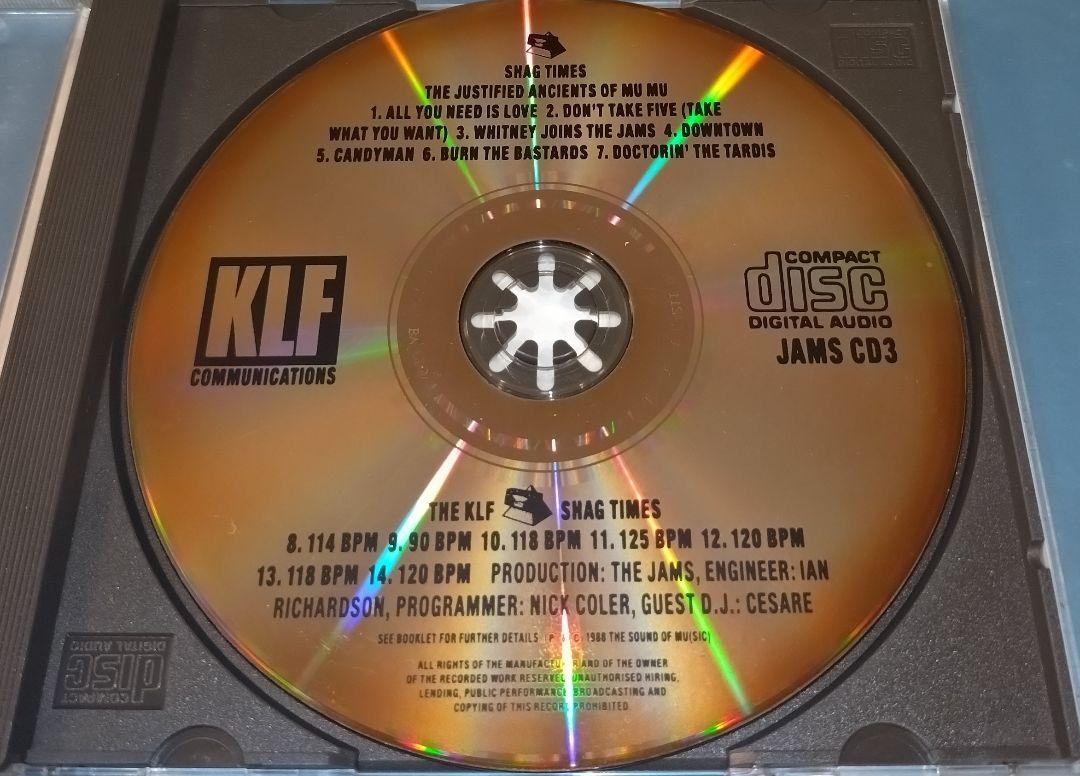 SHAG TIMES
THE JUSTIFIED ANCIENTS OF MU MU
1. ALL YOU NEED IS LOVE 2. DON'T TAKE FIVE (TAKE
WHAT YOU WANT) 3. WHITNEY JOINS THE JAMS 4. DOWNTOWN
5. CANDYMAN 6. BURN THE BASTARDS 7. DOCTORIN' THE TARDIS
KLF
COMMUNICATIONS
COMPACT
disc
DIGITAL AUDIO
JAMS CD3
THE KLF SHAG TIMES
8. 114 BPM 9. 90 BPM 10. 118 BPM 11. 125 BPM 12. 120 BPM
13. 118 BPM 14. 120 BPM PRODUCTION: THE JAMS, ENGINEER: IAN
RICHARDSON, PROGRAMMER: NICK COLER, GUEST D.J.: CESARE
SEE BOOKLET FOR FURTHER DETAILS (P) & (C) 1988 THE SOUND OF MU(SIC)
ALL RIGHTS OF THE MANUFACTURER AND OF THE OWNER
OF THE RECORDED WORK RESERVED. UNAUTHORISED HIRING,
LENDING, PUBLIC PERFORMANCE, BROADCASTING AND
COPYING OF THIS RECORD PROHIBITED.
COMPACT
disc
DIGITAL AUDIO
COMPACT
disc
DIGITAL AUDIO